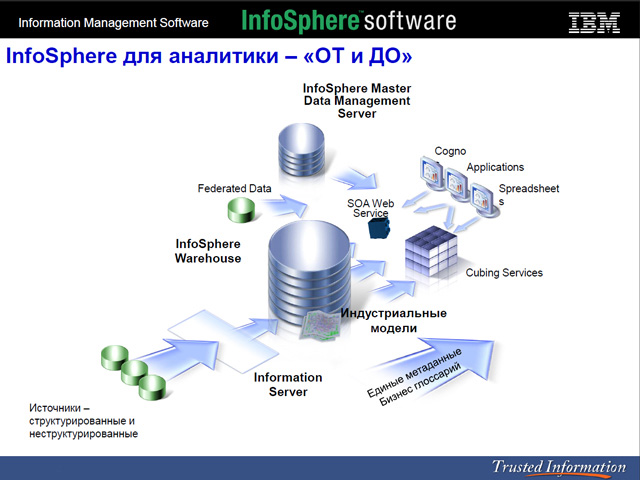 Information Management Software
InfoSphere software
IBM
InfoSphere для аналитики – «ОТ и ДО»
InfoSphere Master
Data Management
Server
Cogno
Applications
Spreadsheet
s
Federated Data
SOA Web
Service
InfoSphere
Warehouse
Cubing Services
Индустриальные
модели
Information
Server
Единые метаданные
Бизнес глоссарий
Источники –
структурированные и
неструктурированные
Trusted Information